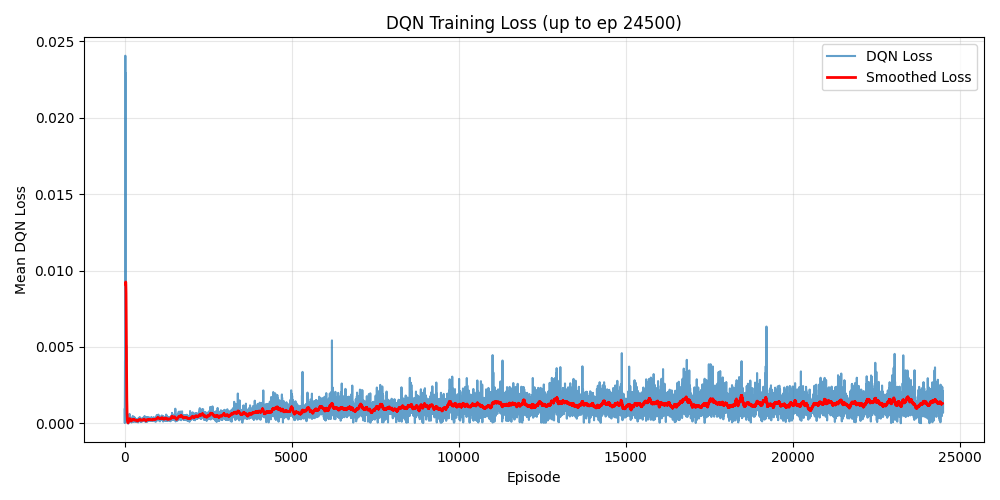 DQN Training Loss (up to ep 24500)
DQN Loss
Smoothed Loss
Mean DQN Loss
0.025
0.020
0.015
0.010
0.005
0.000
0 5000 10000 15000 20000 25000
Episode